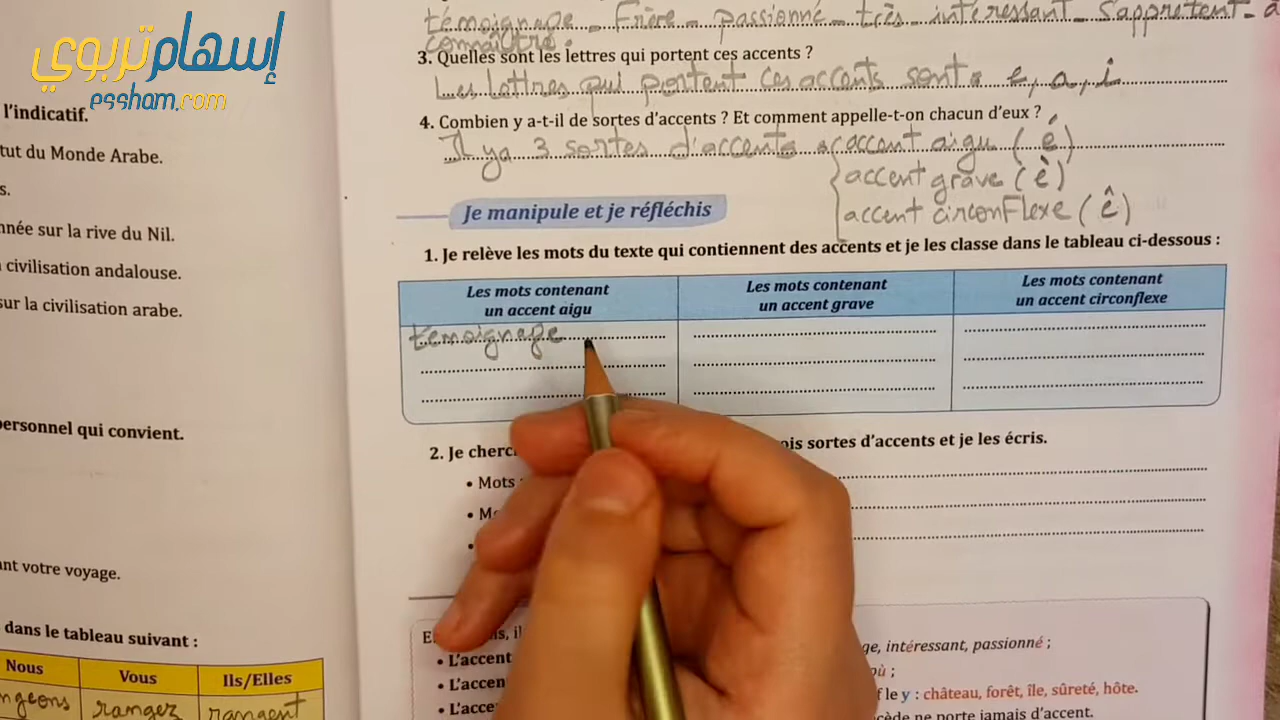 إسهام تربوي
essham.com
l'indicatif.
tut du Monde Arabe.
s.
nnée sur la rive du Nil.
civilisation andalouse.
sur la civilisation arabe.
ersonnel qui convient.
nt votre voyage.
dans le tableau suivant :
Nous Vous Ils/Elles
ngeons rangez rangent
témoignage - Frère - passionné - très - intéressant - s'apprêtent - à
connaître.
3. Quelles sont les lettres qui portent ces accents ?
Les lettres qui portent ces accents sont : e, a, i
4. Combien y a-t-il de sortes d'accents ? Et comment appelle-t-on chacun d'eux ?
Il ya 3 sortes d'accents accent aigu (é)
accent grave (è)
accent circonflexe (ê)
Je manipule et je réfléchis
1. Je relève les mots du texte qui contiennent des accents et je les classe dans le tableau ci-dessous :
Les mots contenant un accent aigu
Les mots contenant un accent grave
Les mots contenant un accent circonflexe
temoignage
2. Je cherc ois sortes d'accents et je les écris.
• Mots
• M
•
E s, il ge, intéressant, passionné ;
• L'accent où ;
• L'accen f le y : château, forêt, île, sûreté, hôte.
• L'acce cède ne porte jamais d'accent.